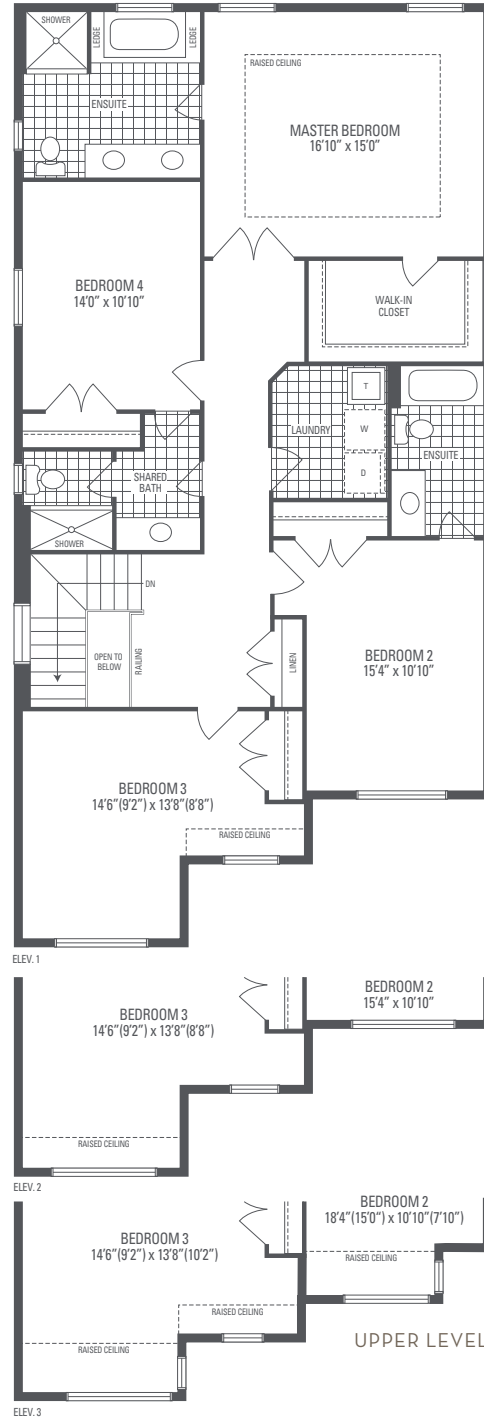 SHOWER
LEDGE
LEDGE
ENSUITE
RAISED CEILING
MASTER BEDROOM
16'10" x 15'0"
BEDROOM 4
14'0" x 10'10"
WALK-IN
CLOSET
T
LAUNDRY
W
D
ENSUITE
SHARED
BATH
SHOWER
DN
OPEN TO
BELOW
RAILING
LINEN
BEDROOM 2
15'4" x 10'10"
BEDROOM 3
14'6"(9'2") x 13'8"(8'8")
RAISED CEILING
ELEV. 1
BEDROOM 2
15'4" x 10'10"
BEDROOM 3
14'6"(9'2") x 13'8"(8'8")
RAISED CEILING
ELEV. 2
BEDROOM 2
18'4"(15'0") x 10'10"(7'10")
RAISED CEILING
BEDROOM 3
14'6"(9'2") x 13'8"(10'2")
RAISED CEILING
RAISED CEILING
UPPER LEVEL
ELEV. 3